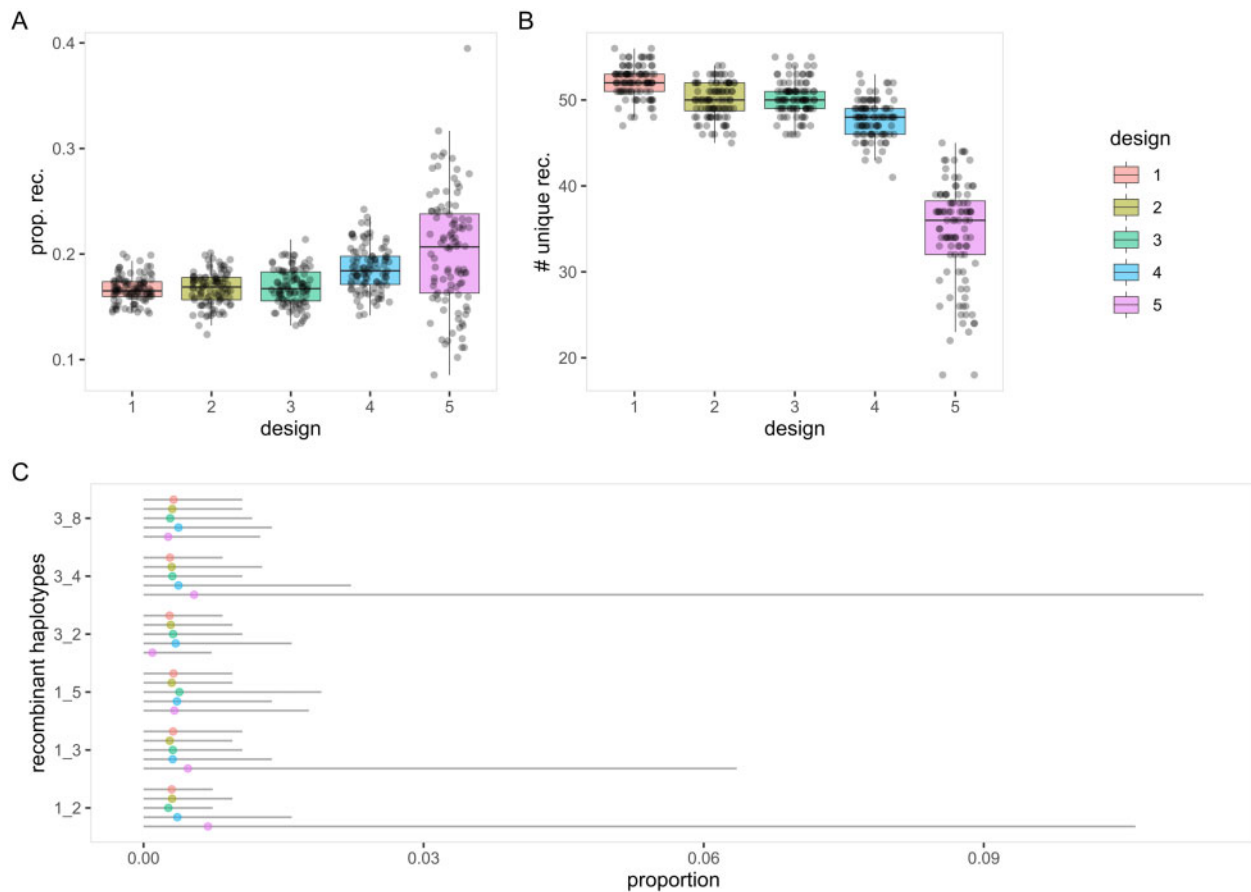 A
B
0.4
0.3
0.2
0.1
prop. rec.
1 2 3 4 5
design
50
40
30
20
# unique rec.
1 2 3 4 5
design
design
1
2
3
4
5
C
recombinant haplotypes
3_8
3_4
3_2
1_5
1_3
1_2
0.00 0.03 0.06 0.09
proportion